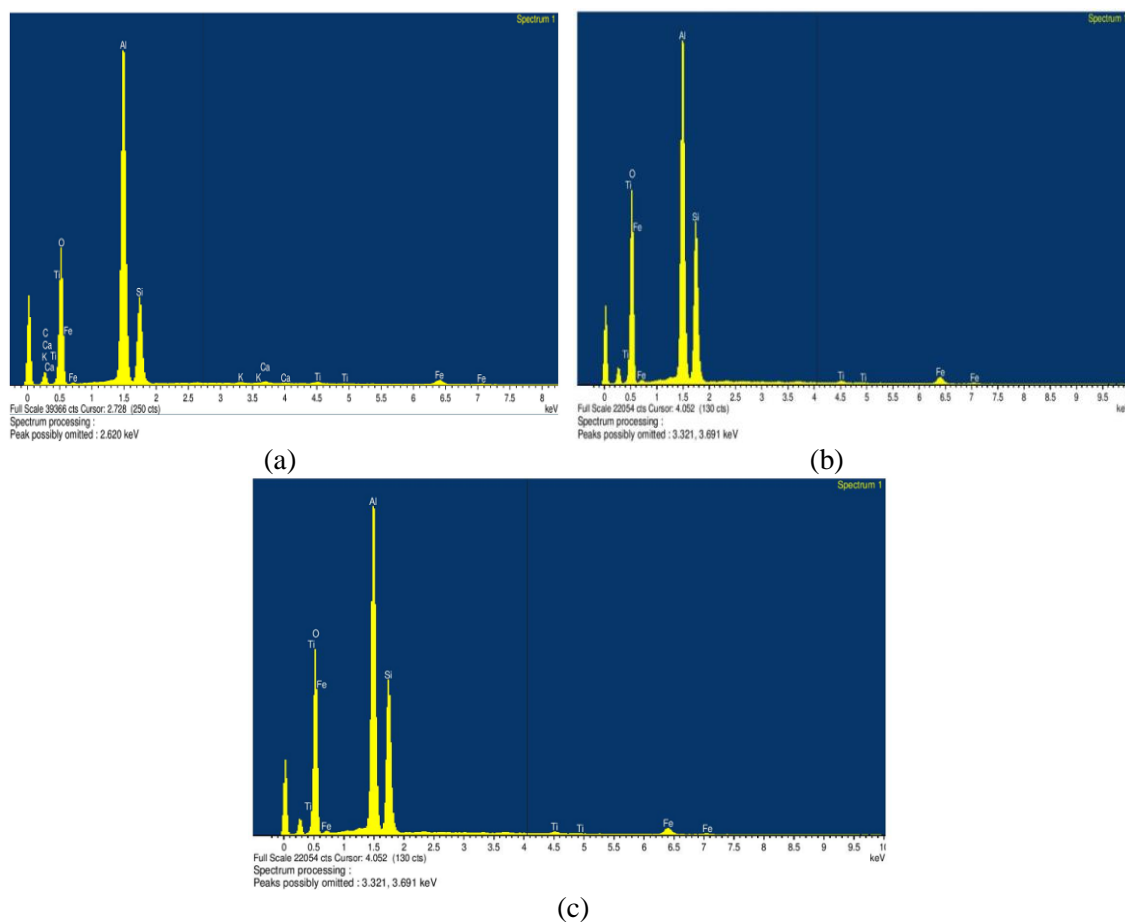 Spectrum 1
Al
O
Ti
Si
C
Ca
K Ti
Ca
Fe
Fe
K
K
Ca
Ca
Ti
Ti
Fe
Fe
0 0.5 1 1.5 2 2.5 3 3.5 4 4.5 5 5.5 6 6.5 7 7.5 8
Full Scale 39366 cts Cursor: 2.728 (250 cts)
keV
Spectrum processing :
Peak possibly omitted : 2.620 keV
(a)
Spectrum 1
Al
O
Ti
Si
Fe
Ti
Fe
Ti
Ti
Fe
Fe
0 0.5 1 1.5 2 2.5 3 3.5 4 4.5 5 5.5 6 6.5 7 7.5 8 8.5 9 9.5
Full Scale 22054 cts Cursor: 4.052 (130 cts)
keV
Spectrum processing :
Peaks possibly omitted : 3.321, 3.691 keV
(b)
Spectrum 1
Al
O
Ti
Si
Fe
Ti
Fe
Ti
Ti
Fe
Fe
0 0.5 1 1.5 2 2.5 3 3.5 4 4.5 5 5.5 6 6.5 7 7.5 8 8.5 9 9.5 10
Full Scale 22054 cts Cursor: 4.052 (130 cts)
keV
Spectrum processing :
Peaks possibly omitted : 3.321, 3.691 keV
(c)